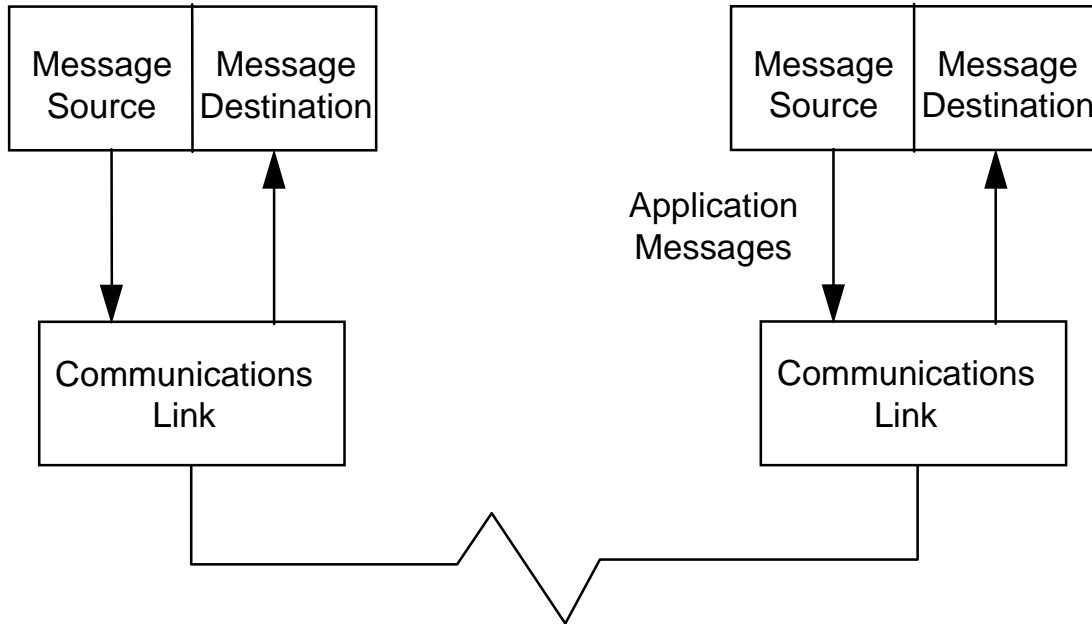 Message
Source
Message
Destination
Message
Source
Message
Destination
Application
Messages
Communications
Link
Communications
Link